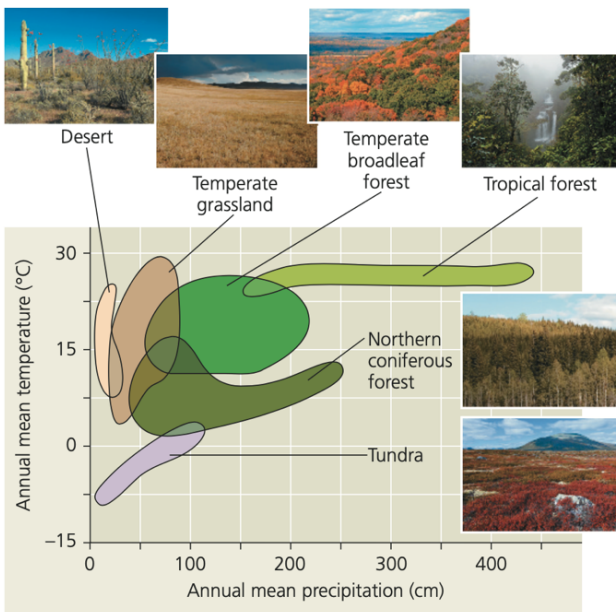 Desert
Temperate
grassland
Temperate
broadleaf
forest
Tropical forest
Annual mean temperature (°C)
30
15
0
–15
Northern
coniferous
forest
Tundra
0
100
200
300
400
Annual mean precipitation (cm)